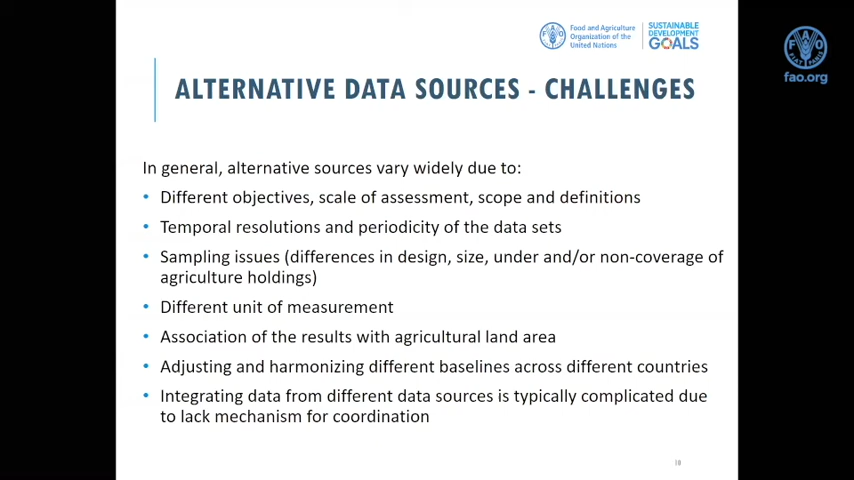 Food and Agriculture
Organization of the
United Nations
SUSTAINABLE
DEVELOPMENT
GOALS
fao.org
ALTERNATIVE DATA SOURCES - CHALLENGES
In general, alternative sources vary widely due to:
• Different objectives, scale of assessment, scope and definitions
• Temporal resolutions and periodicity of the data sets
• Sampling issues (differences in design, size, under and/or non-coverage of
agriculture holdings)
• Different unit of measurement
• Association of the results with agricultural land area
• Adjusting and harmonizing different baselines across different countries
• Integrating data from different data sources is typically complicated due
to lack mechanism for coordination
10